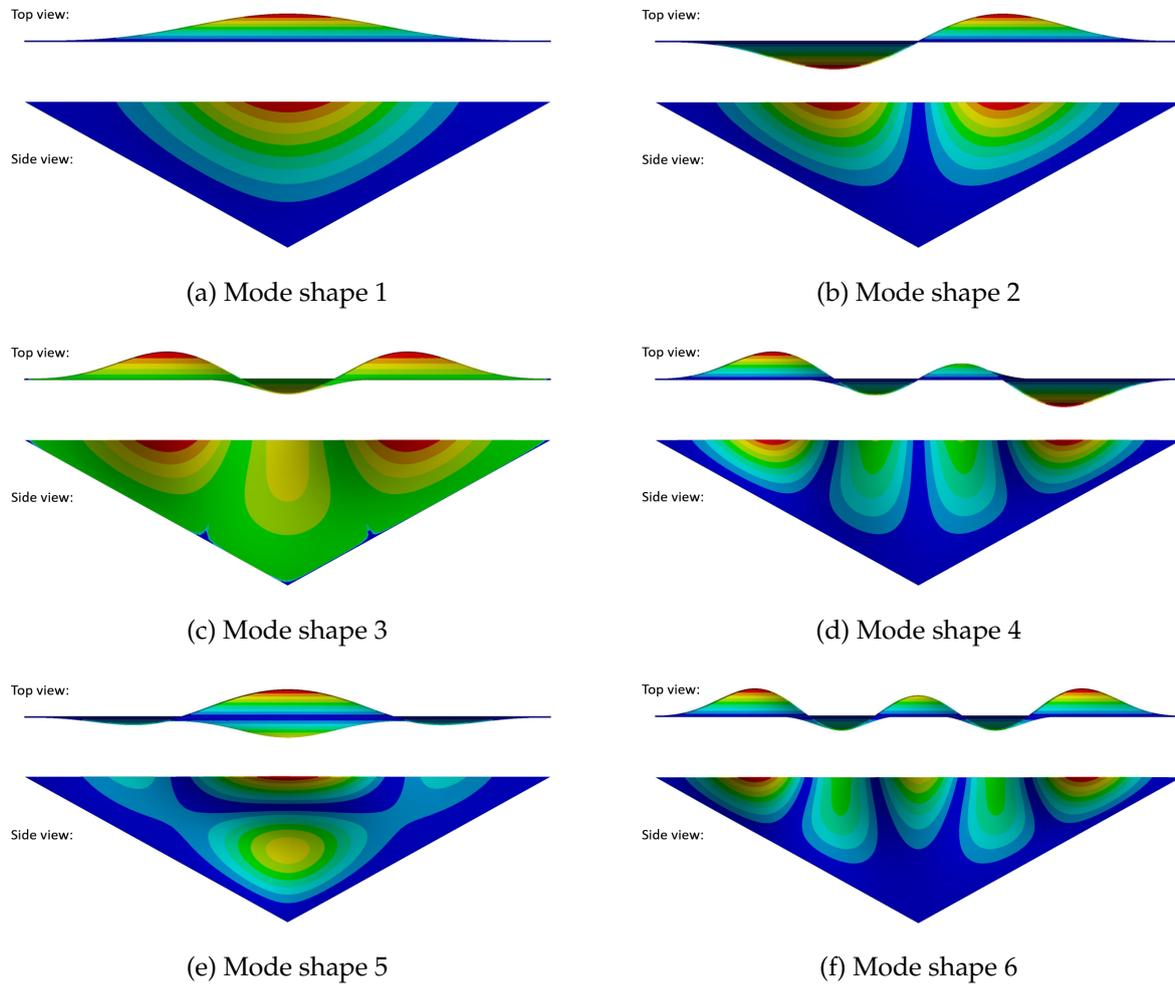 Top view:
Side view:
(a) Mode shape 1
Top view:
Side view:
(b) Mode shape 2
Top view:
Side view:
(c) Mode shape 3
Top view:
Side view:
(d) Mode shape 4
Top view:
Side view:
(e) Mode shape 5
Top view:
Side view:
(f) Mode shape 6